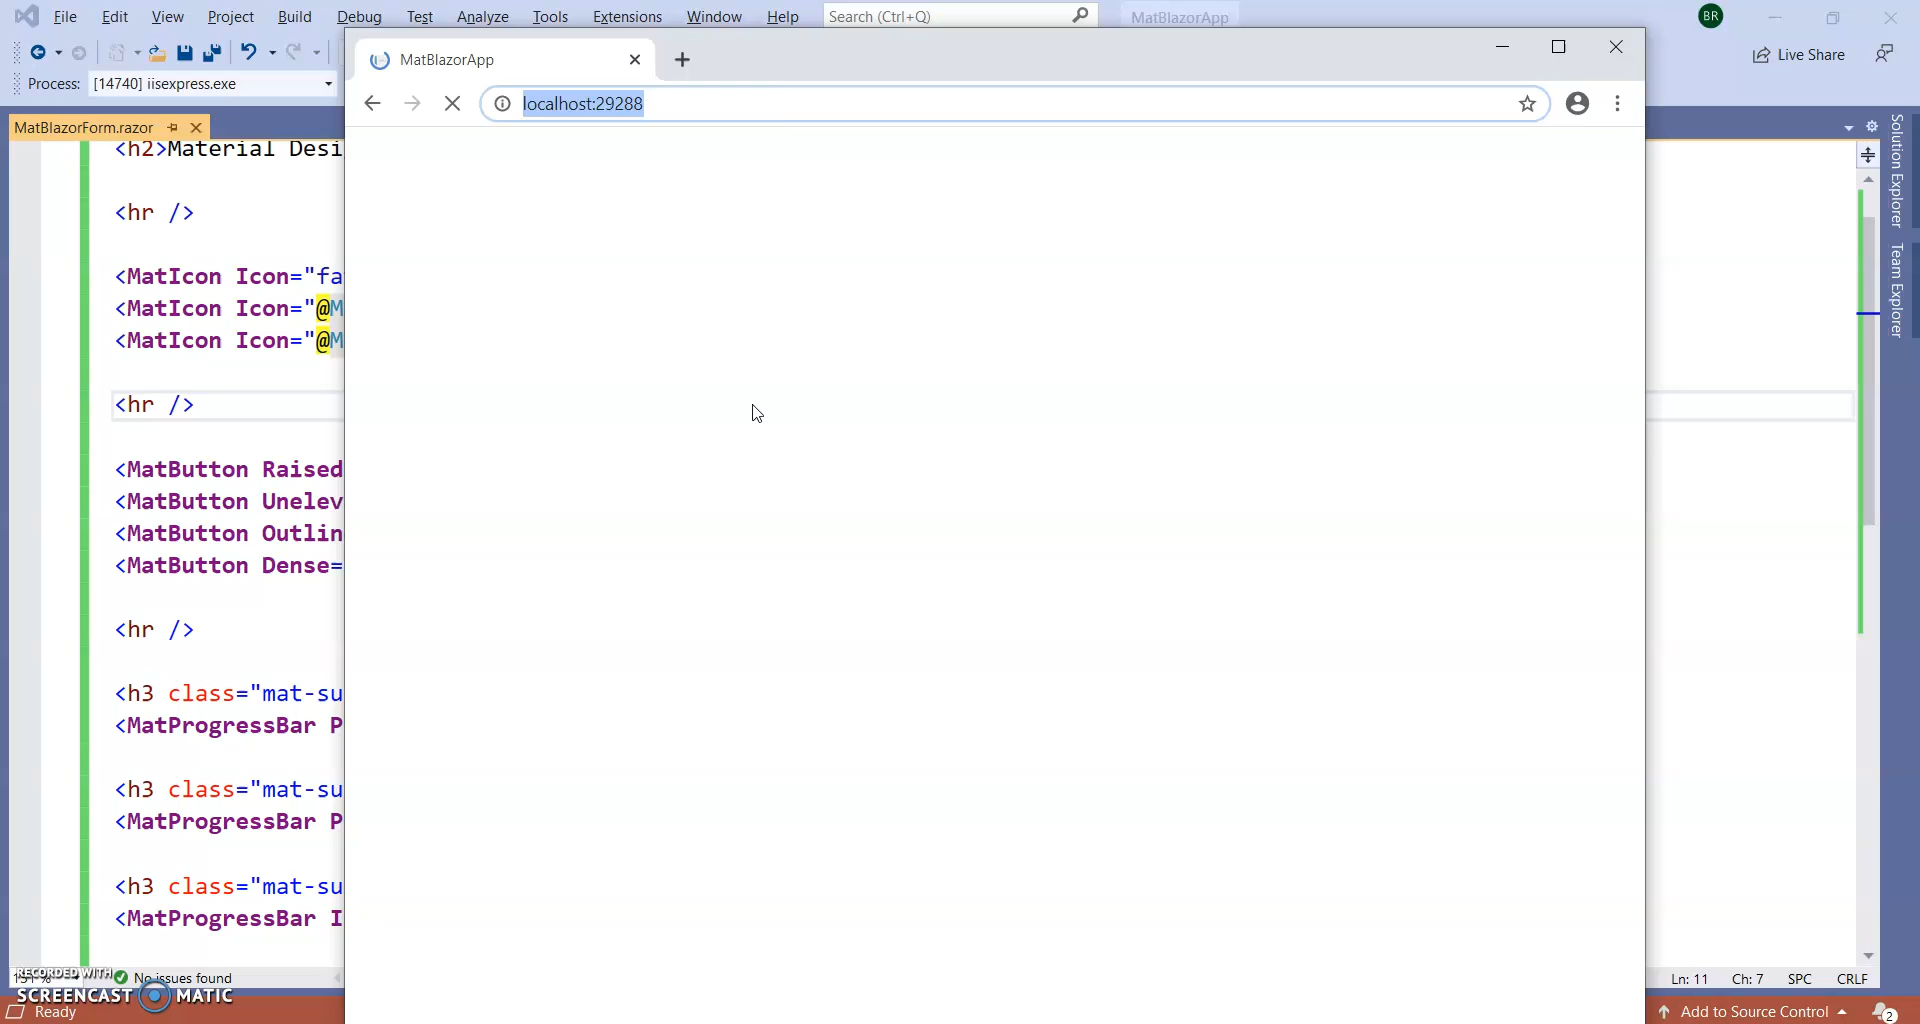 File Edit View Project Build Debug Test Analyze Tools Extensions Window Help Search (Ctrl+Q) MatBlazorApp BR
Live Share
Process: [14740] iisexpress.exe
MatBlazorApp
localhost:29288
MatBlazorForm.razor
Solution Explorer
Team Explorer
<h2>Material Desi
<hr />
<MatIcon Icon="fa
<MatIcon Icon="@M
<MatIcon Icon="@M
<hr />
<MatButton Raised
<MatButton Unelev
<MatButton Outlin
<MatButton Dense=
<hr />
<h3 class="mat-su
<MatProgressBar P
<h3 class="mat-su
<MatProgressBar P
<h3 class="mat-su
<MatProgressBar I
No issues found
Ln: 11 Ch: 7 SPC CRLF
RECORDED WITH
SCREENCAST MATIC
Ready
Add to Source Control 2